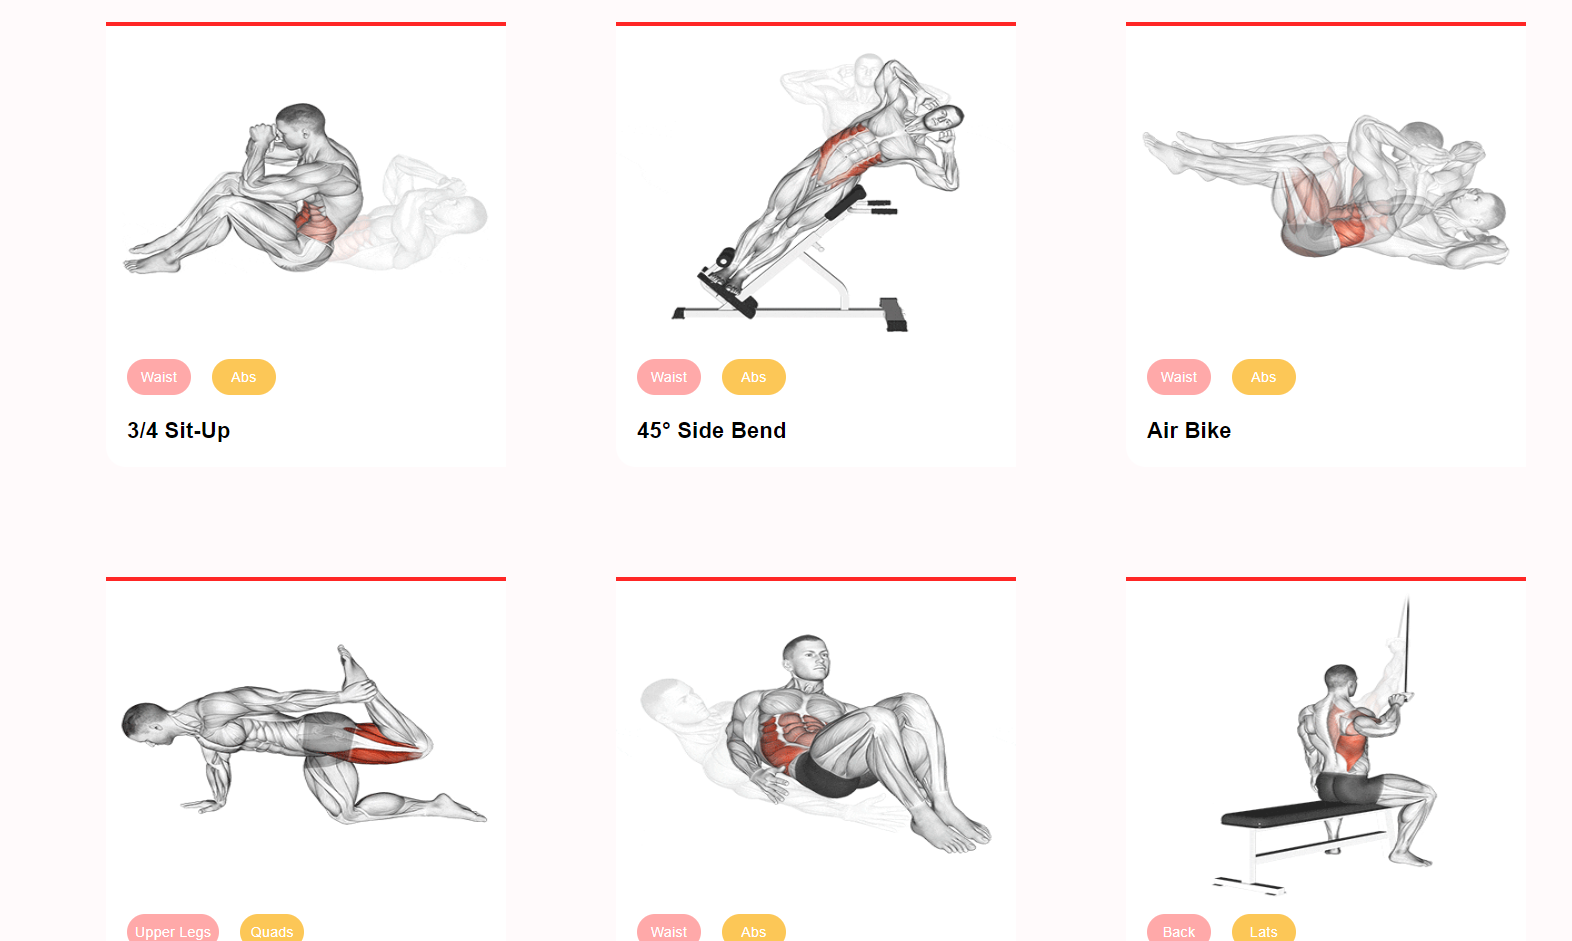 Waist Abs
3/4 Sit-Up
Waist Abs
45° Side Bend
Waist Abs
Air Bike
Upper Legs Quads
Waist Abs
Back Lats